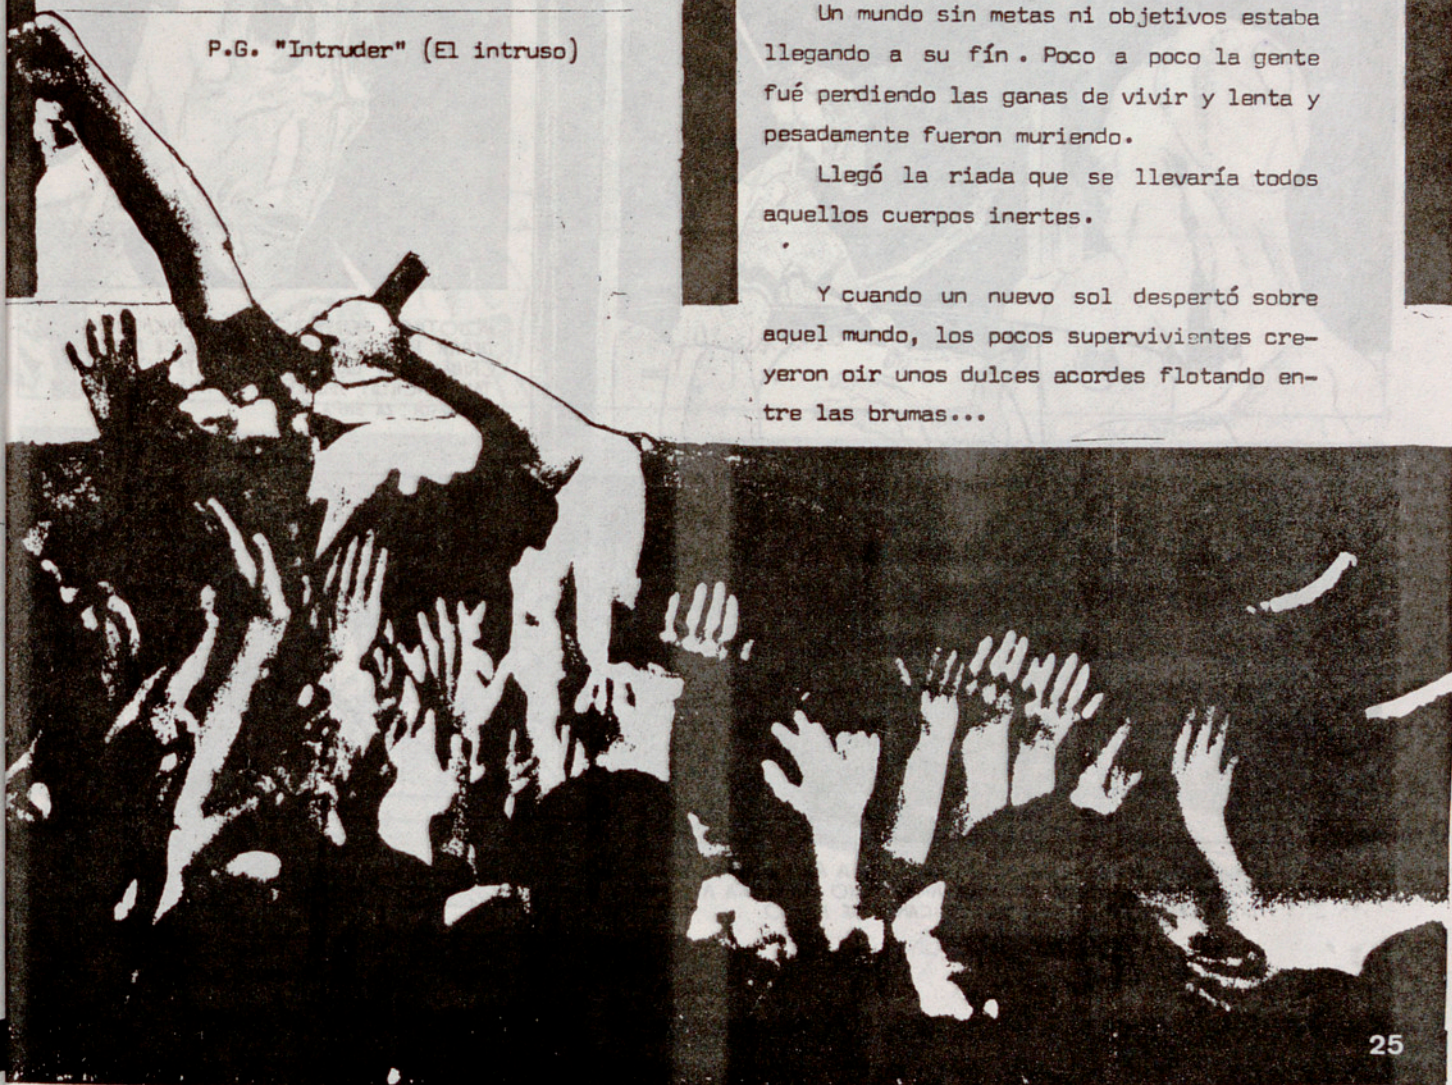 P.G. "Intruder" (El intruso)
Un mundo sin metas ni objetivos estaba
llegando a su fín . Poco a poco la gente
fué perdiendo las ganas de vivir y lenta y
pesadamente fueron muriendo.
Llegó la riada que se llevaría todos
aquellos cuerpos inertes.
Y cuando un nuevo sol despertó sobre
aquel mundo, los pocos supervivientes cre-
yeron oir unos dulces acordes flotando en-
tre las brumas...
25